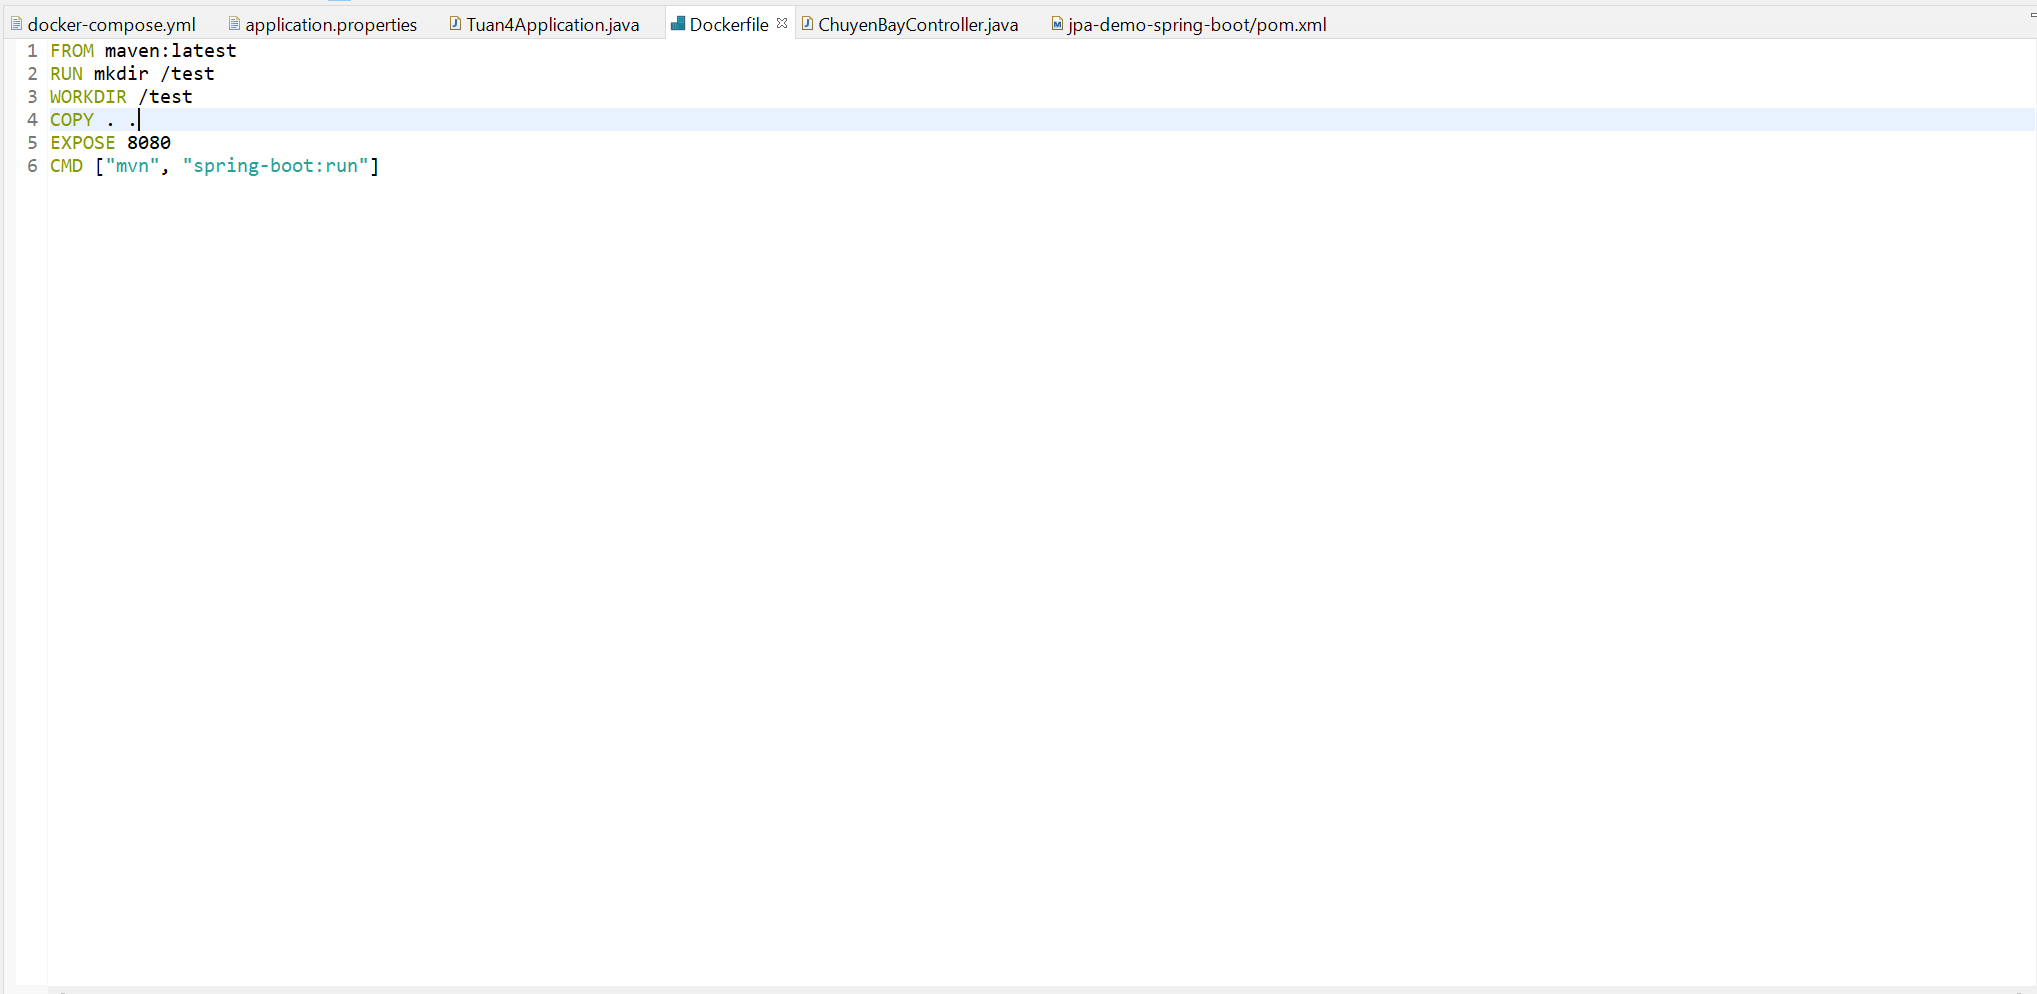 docker-compose.yml application.properties Tuan4Application.java Dockerfile ChuyenBayController.java jpa-demo-spring-boot/pom.xml
1 FROM maven:latest
2 RUN mkdir /test
3 WORKDIR /test
4 COPY . .
5 EXPOSE 8080
6 CMD ["mvn", "spring-boot:run"]